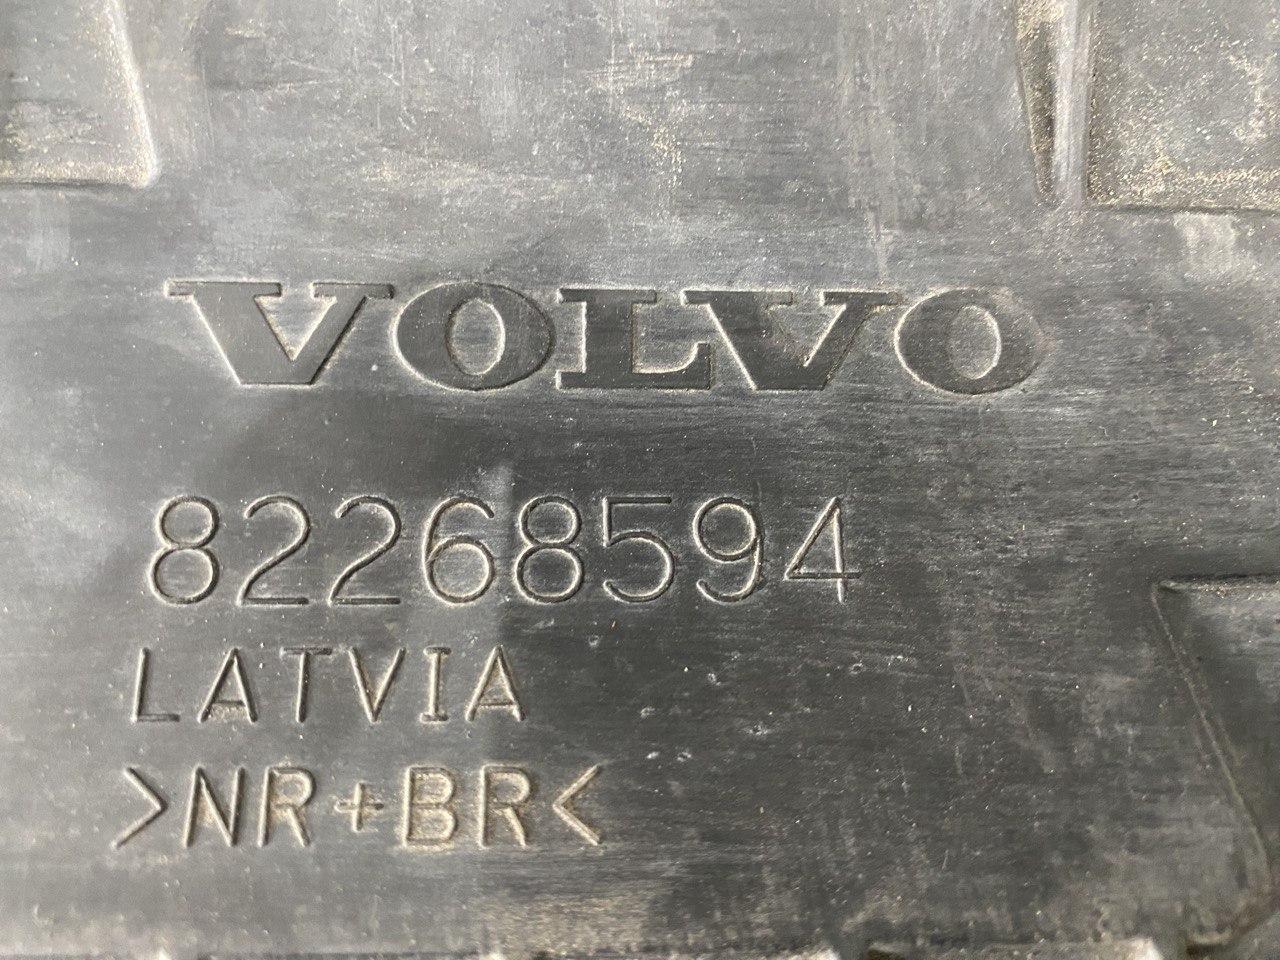 VOLVO
82268594
LATVIA
>NR+BR<